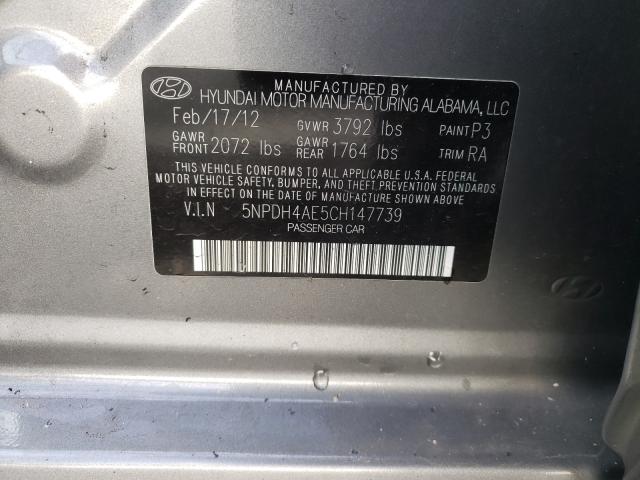 MANUFACTURED BY
HYUNDAI MOTOR MANUFACTURING ALABAMA, LLC
Feb/17/12 GVWR 3792 lbs PAINT P3
GAWR FRONT 2072 lbs GAWR REAR 1764 lbs TRIM RA
THIS VEHICLE CONFORMS TO ALL APPLICABLE U.S.A. FEDERAL
MOTOR VEHICLE SAFETY, BUMPER, AND THEFT PREVENTION
STANDARDS IN EFFECT ON THE DATE OF MANUFACTURE SHOWN ABOVE
V.I.N 5NPDH4AE5CH147739
PASSENGER CAR